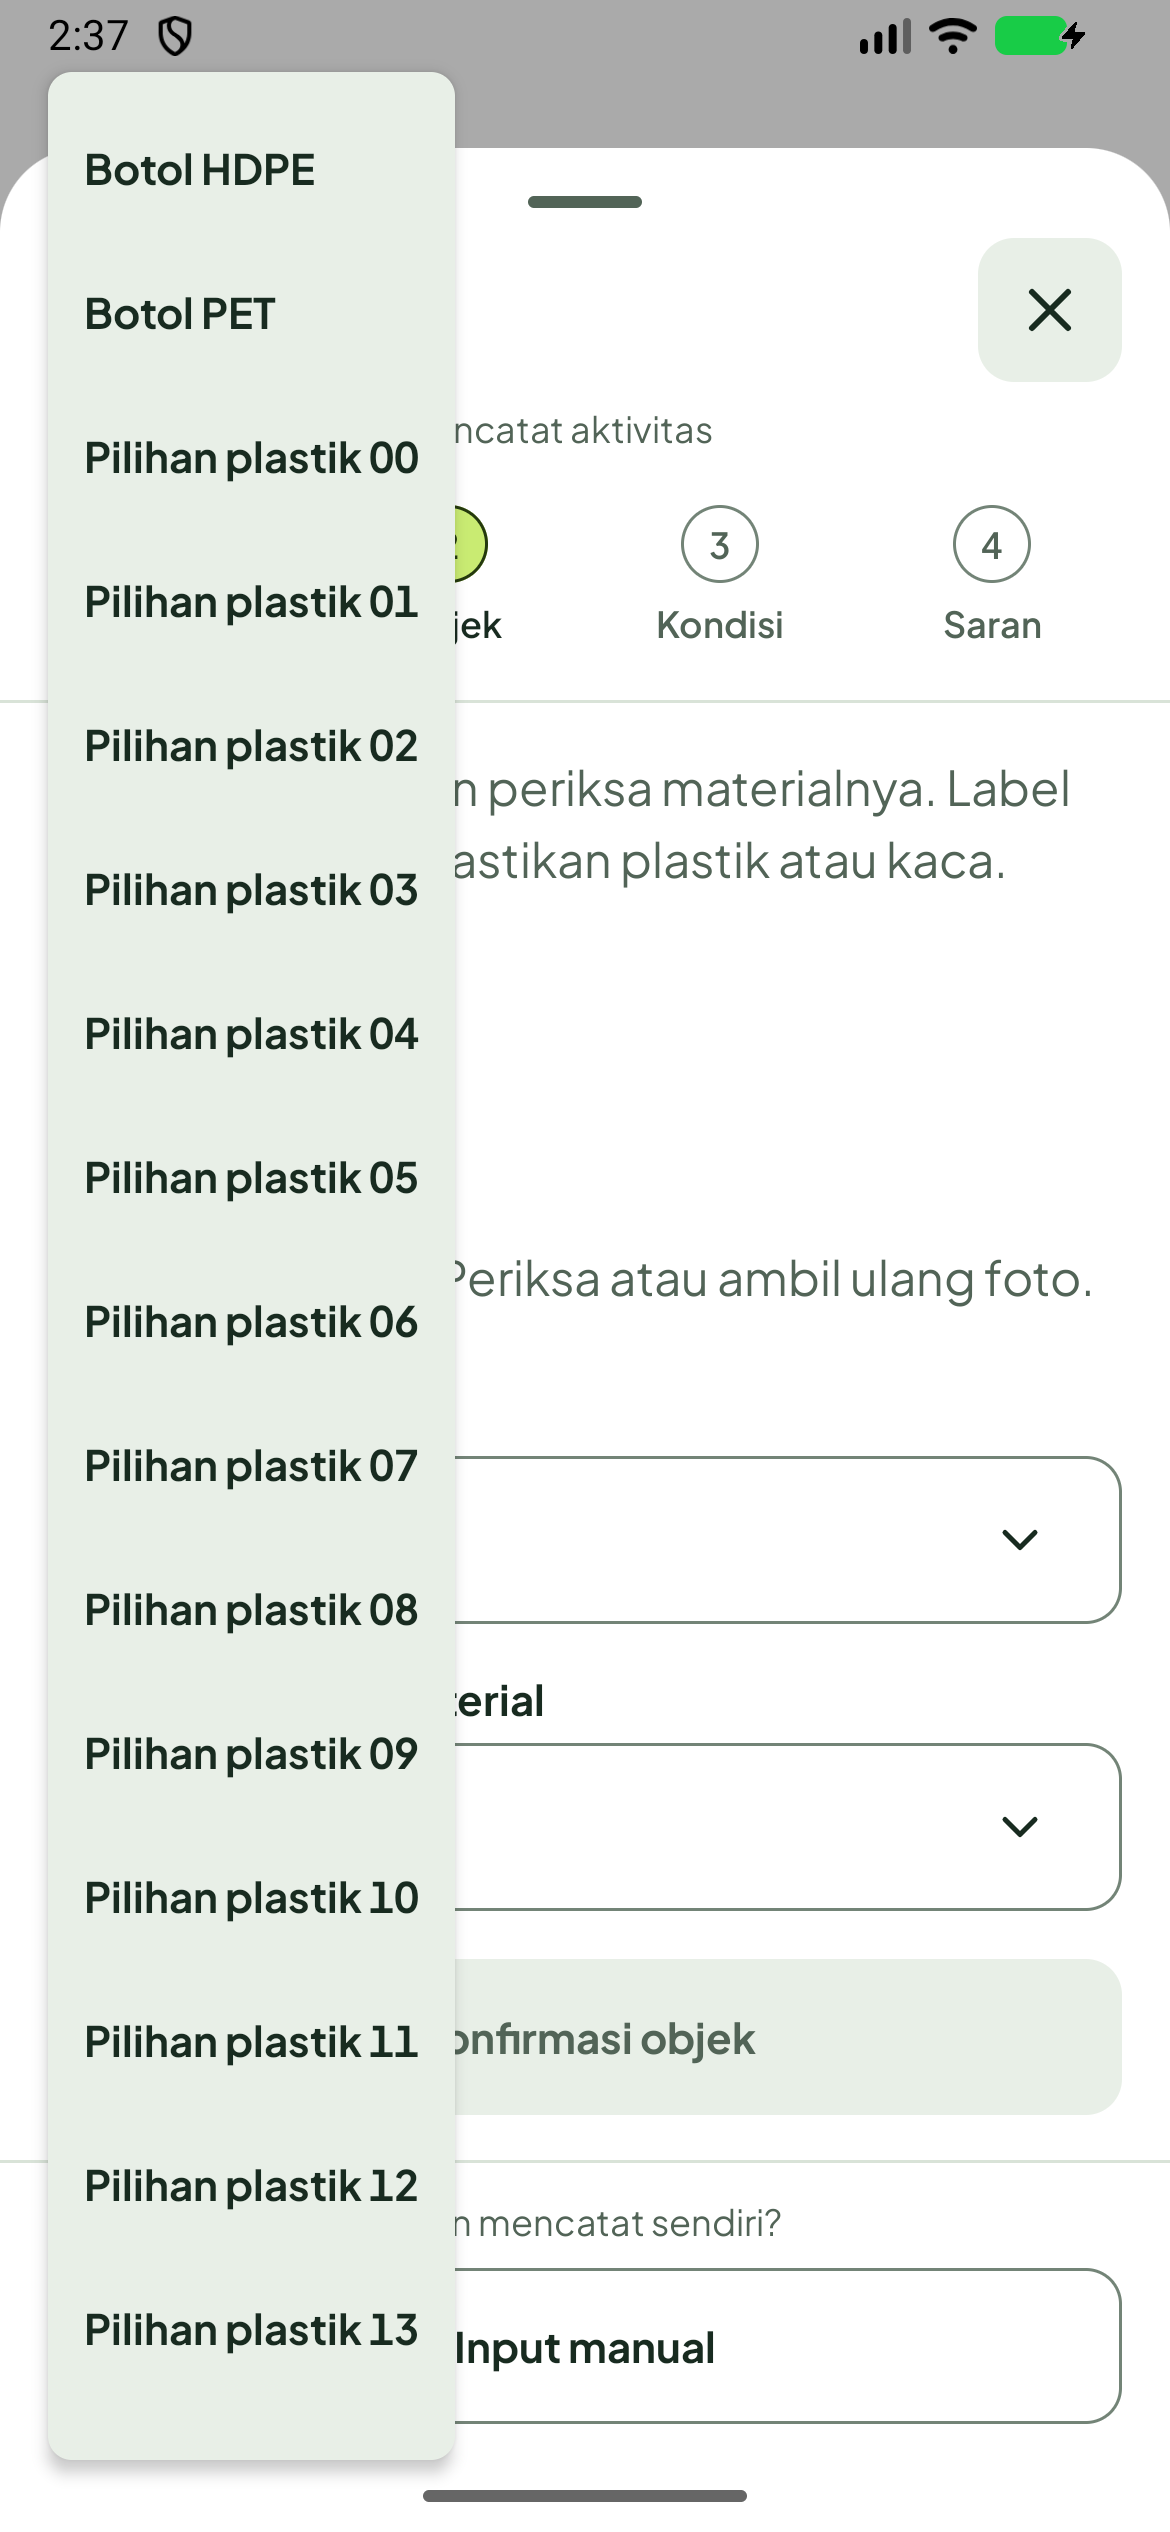 2:37
Botol HDPE
Botol PET
Pilihan plastik 00
Pilihan plastik 01
Pilihan plastik 02
Pilihan plastik 03
Pilihan plastik 04
Pilihan plastik 05
Pilihan plastik 06
Pilihan plastik 07
Pilihan plastik 08
Pilihan plastik 09
Pilihan plastik 10
Pilihan plastik 11
Pilihan plastik 12
Pilihan plastik 13
ncatat aktivitas
3
4
jek
Kondisi
Saran
n periksa materialnya. Label
astikan plastik atau kaca.
Periksa atau ambil ulang foto.
terial
onfirmasi objek
n mencatat sendiri?
Input manual